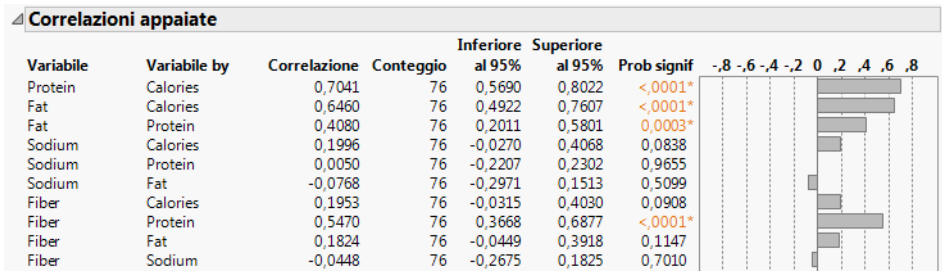 Correlazioni appaiate
Inferiore Superiore
Variabile Variabile by Correlazione Conteggio al 95% al 95% Prob signif -,8 -,6 -,4 -,2 0 ,2 ,4 ,6 ,8
Protein Calories 0,7041 76 0,5690 0,8022 <,0001*
Fat Calories 0,6460 76 0,4922 0,7607 <,0001*
Fat Protein 0,4080 76 0,2011 0,5801 0,0003*
Sodium Calories 0,1996 76 -0,0270 0,4068 0,0838
Sodium Protein 0,0050 76 -0,2207 0,2302 0,9655
Sodium Fat -0,0768 76 -0,2971 0,1513 0,5099
Fiber Calories 0,1953 76 -0,0315 0,4030 0,0908
Fiber Protein 0,5470 76 0,3668 0,6877 <,0001*
Fiber Fat 0,1824 76 -0,0449 0,3918 0,1147
Fiber Sodium -0,0448 76 -0,2675 0,1825 0,7010